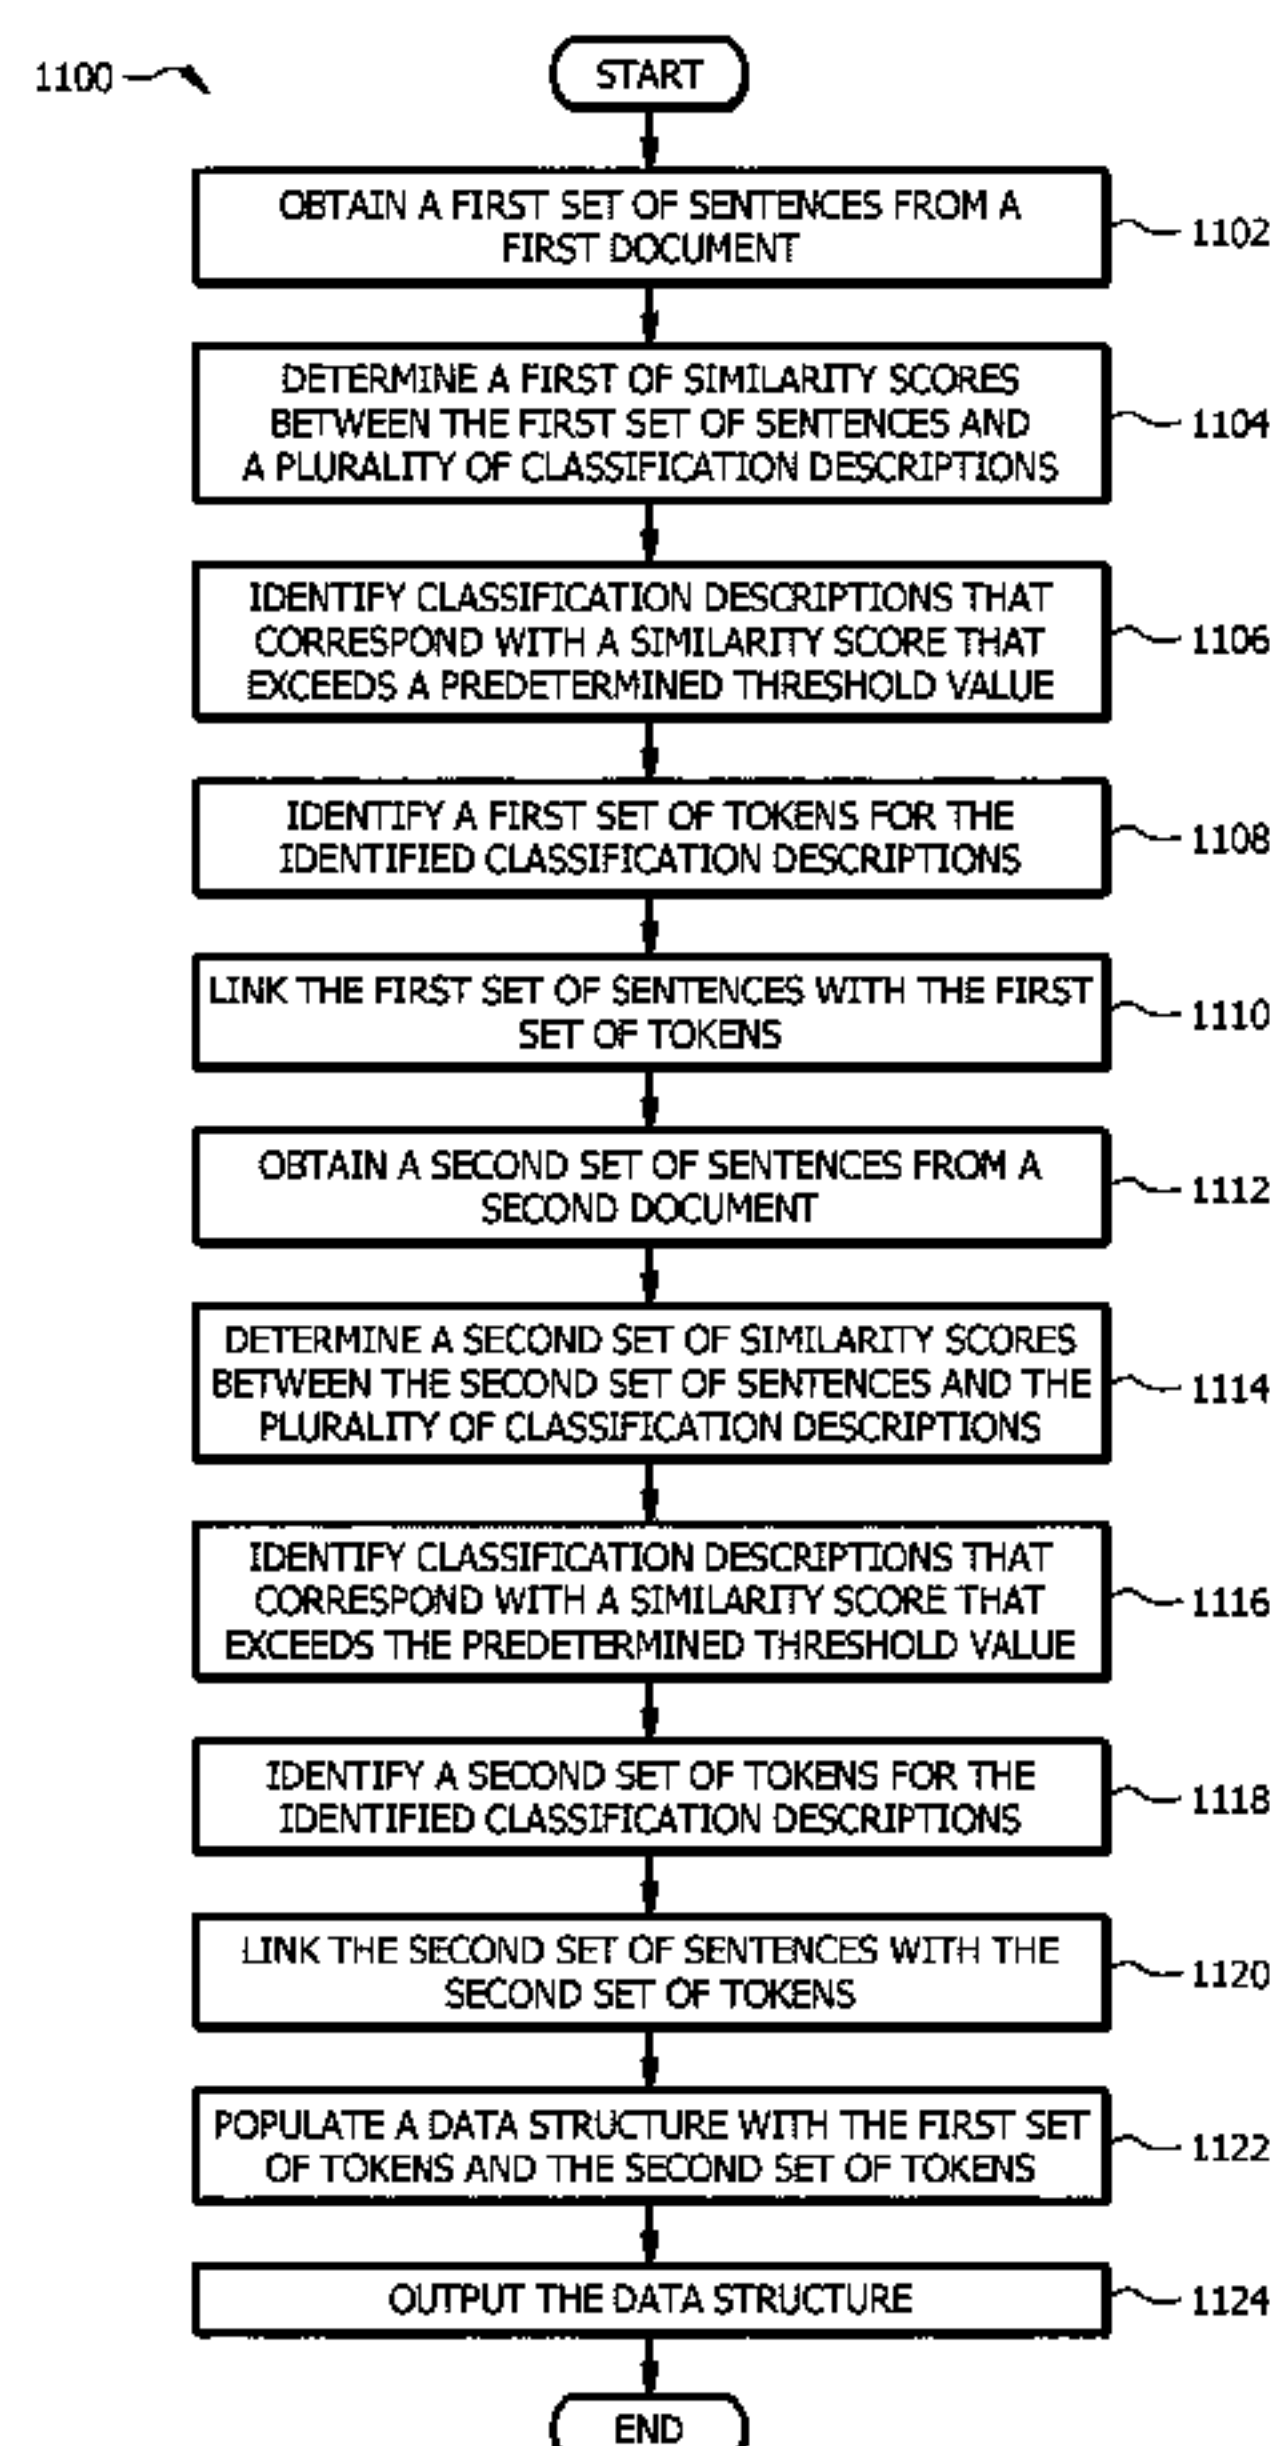 1100
START
OBTAIN A FIRST SET OF SENTENCES FROM A
FIRST DOCUMENT
1102
DETERMINE A FIRST OF SIMILARITY SCORES
BETWEEN THE FIRST SET OF SENTENCES AND
A PLURALITY OF CLASSIFICATION DESCRIPTIONS
1104
IDENTIFY CLASSIFICATION DESCRIPTIONS THAT
CORRESPOND WITH A SIMILARITY SCORE THAT
EXCEEDS A PREDETERMINED THRESHOLD VALUE
1106
IDENTIFY A FIRST SET OF TOKENS FOR THE
IDENTIFIED CLASSIFICATION DESCRIPTIONS
1108
LINK THE FIRST SET OF SENTENCES WITH THE FIRST
SET OF TOKENS
1110
OBTAIN A SECOND SET OF SENTENCES FROM A
SECOND DOCUMENT
1112
DETERMINE A SECOND SET OF SIMILARITY SCORES
BETWEEN THE SECOND SET OF SENTENCES AND THE
PLURALITY OF CLASSIFICATION DESCRIPTIONS
1114
IDENTIFY CLASSIFICATION DESCRIPTIONS THAT
CORRESPOND WITH A SIMILARITY SCORE THAT
EXCEEDS THE PREDETERMINED THRESHOLD VALUE
1116
IDENTIFY A SECOND SET OF TOKENS FOR THE
IDENTIFIED CLASSIFICATION DESCRIPTIONS
1118
LINK THE SECOND SET OF SENTENCES WITH THE
SECOND SET OF TOKENS
1120
POPULATE A DATA STRUCTURE WITH THE FIRST SET
OF TOKENS AND THE SECOND SET OF TOKENS
1122
OUTPUT THE DATA STRUCTURE
1124
END